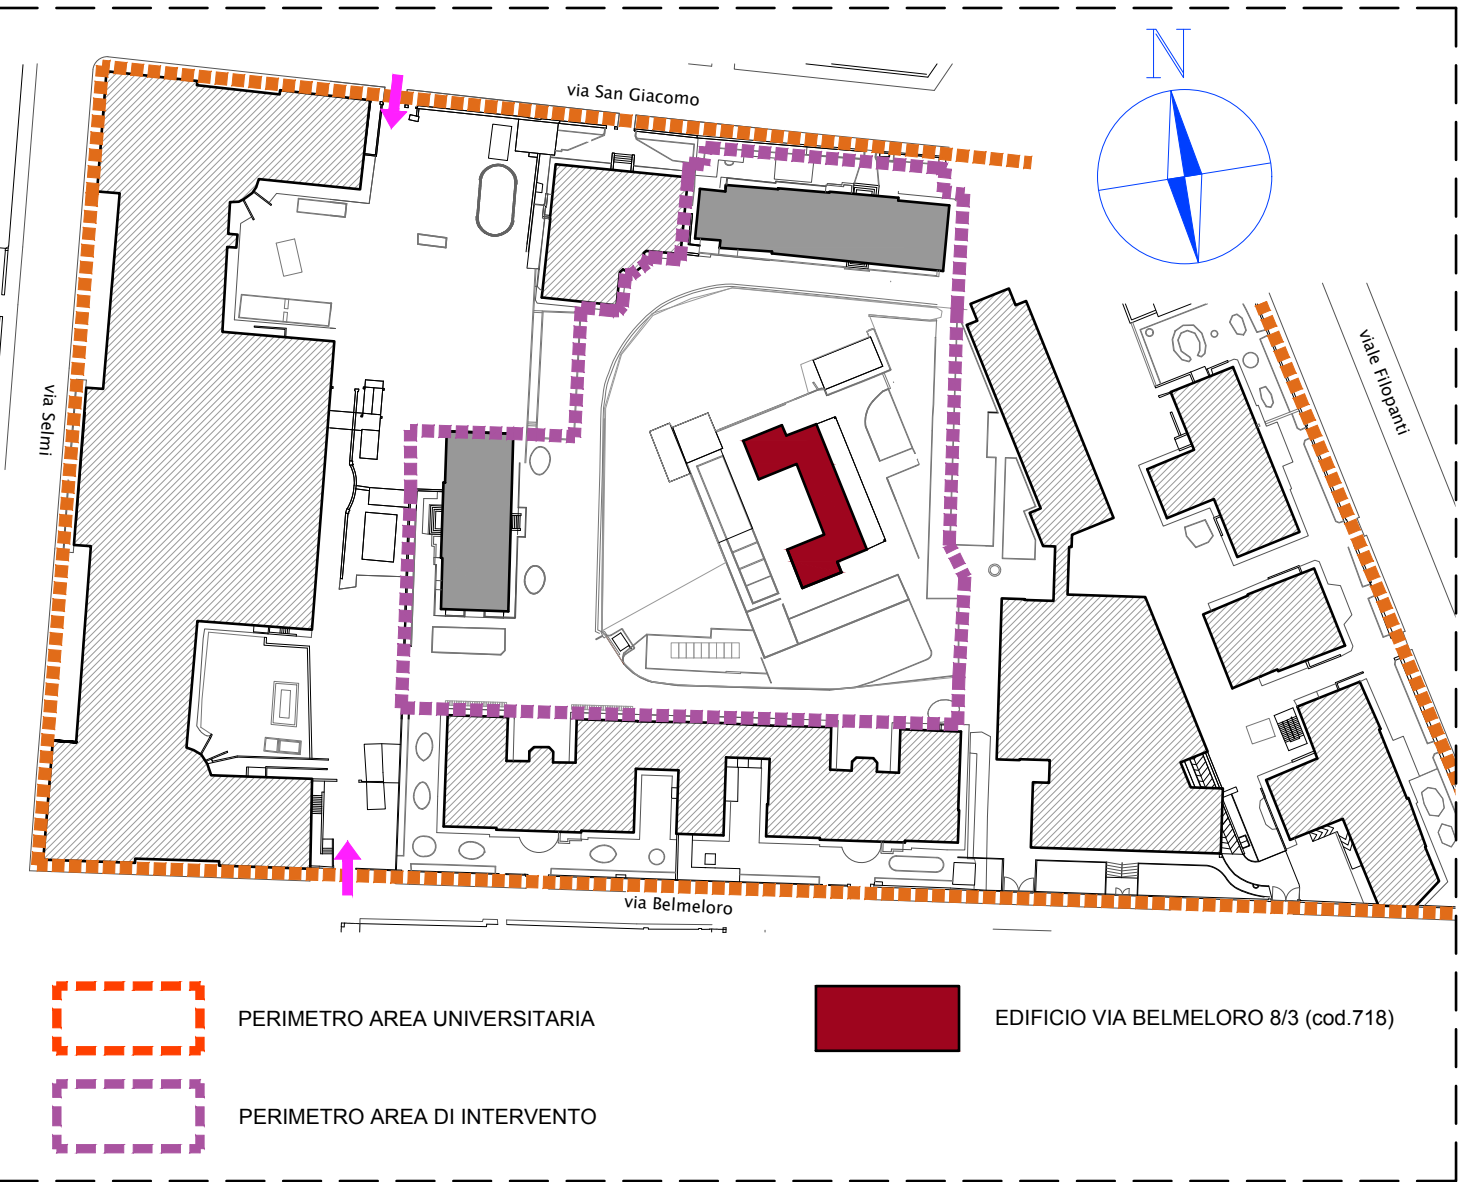 N
via San Giacomo
via Selmi
viale Filopanti
via Belmeloro
PERIMETRO AREA UNIVERSITARIA
EDIFICIO VIA BELMELORO 8/3 (cod.718)
PERIMETRO AREA DI INTERVENTO